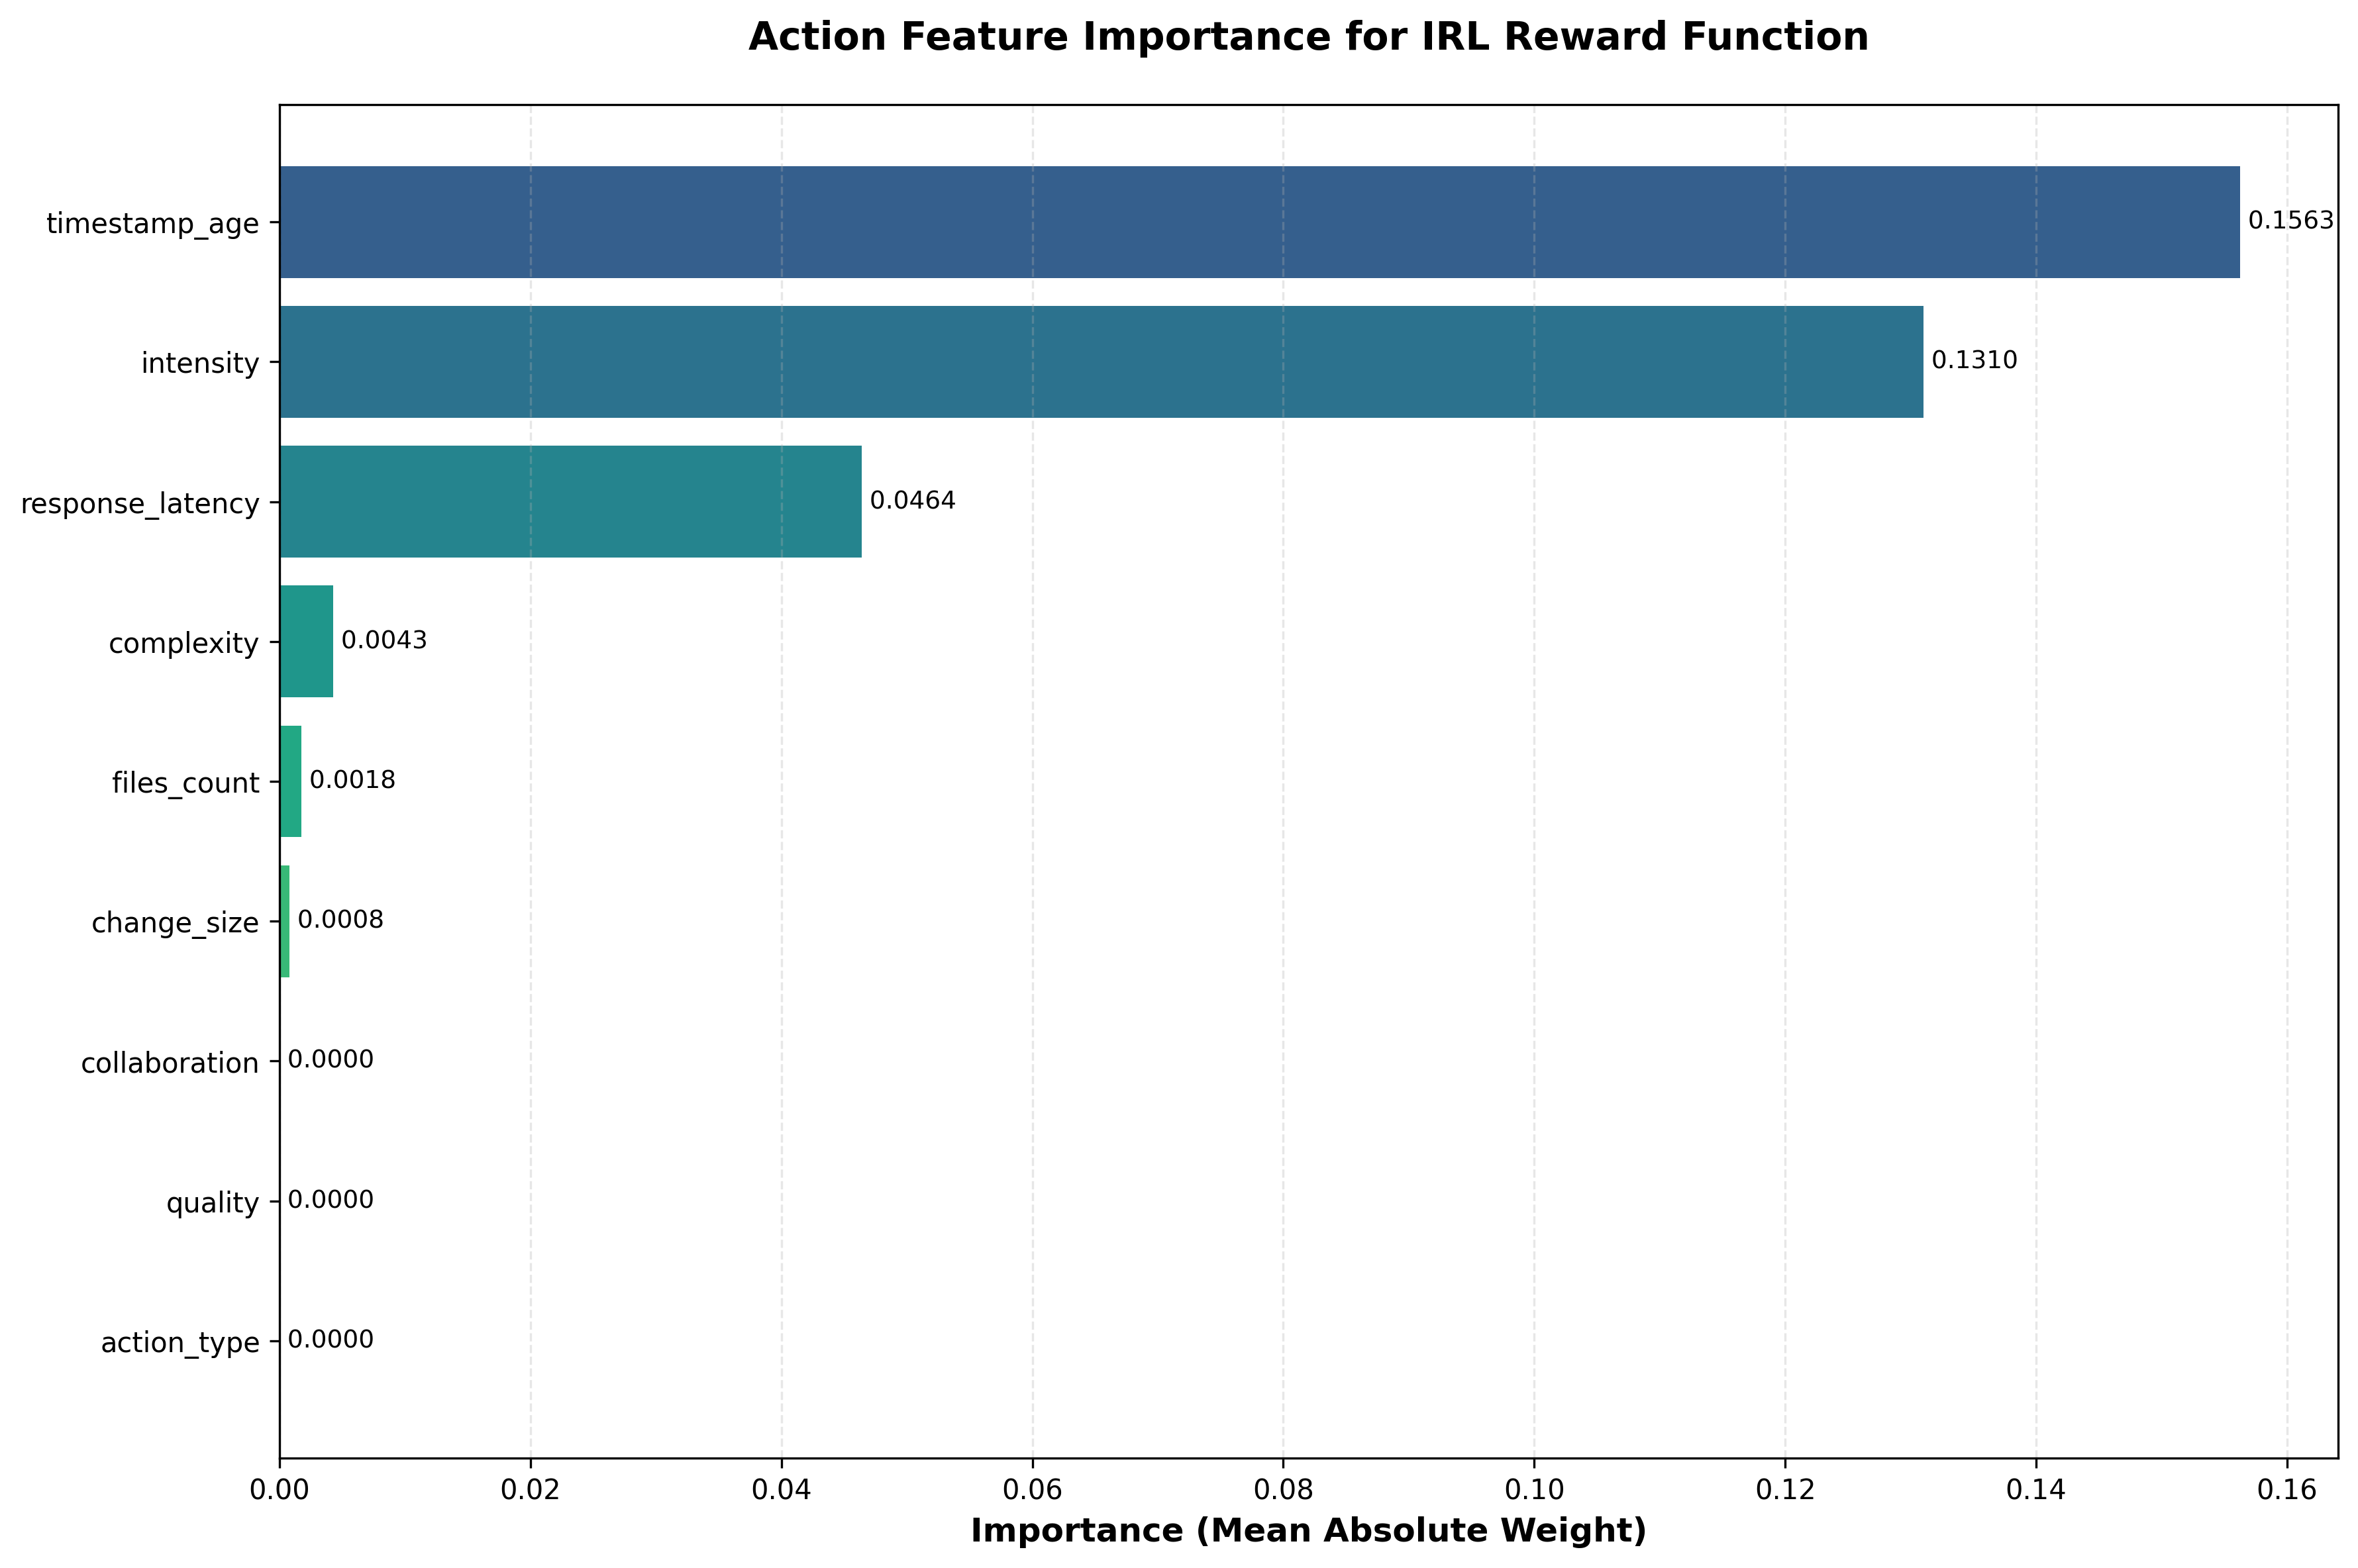 Action Feature Importance for IRL Reward Function
timestamp_age 0.1563
intensity 0.1310
response_latency 0.0464
complexity 0.0043
files_count 0.0018
change_size 0.0008
collaboration 0.0000
quality 0.0000
action_type 0.0000
0.00 0.02 0.04 0.06 0.08 0.10 0.12 0.14 0.16
Importance (Mean Absolute Weight)